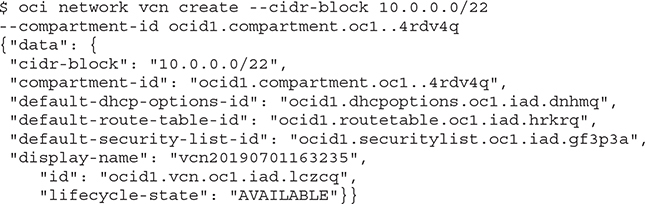 $ oci network vcn create --cidr-block 10.0.0.0/22
--compartment-id ocid1.compartment.oc1..4rdv4q
{"data": {
"cidr-block": "10.0.0.0/22",
"compartment-id": "ocid1.compartment.oc1..4rdv4q",
"default-dhcp-options-id": "ocid1.dhcpoptions.oc1.iad.dnhmq",
"default-route-table-id": "ocid1.routetable.oc1.iad.hrkrq",
"default-security-list-id": "ocid1.securitylist.oc1.iad.gf3p3a",
"display-name": "vcn20190701163235",
"id": "ocid1.vcn.oc1.iad.lczcq",
"lifecycle-state": "AVAILABLE"}}